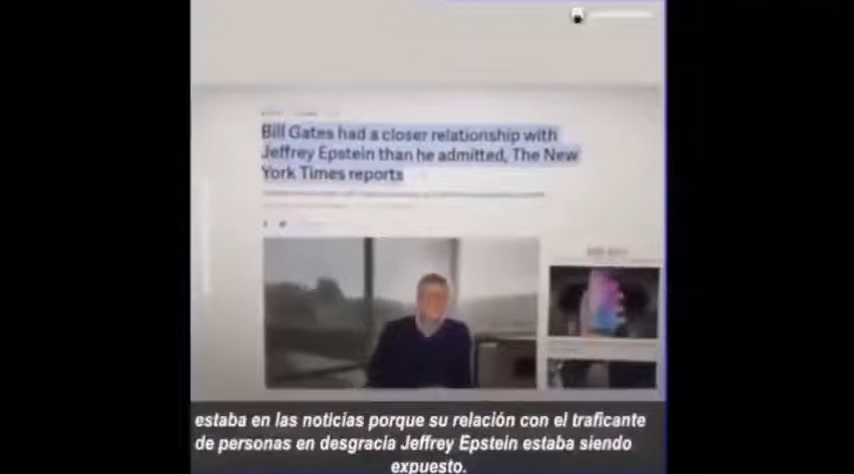 Bill Gates had a closer relationship with
Jeffrey Epstein than he admitted, The New
York Times reports
estaba en las noticias porque su relación con el traficante
de personas en desgracia Jeffrey Epstein estaba siendo
expuesto.